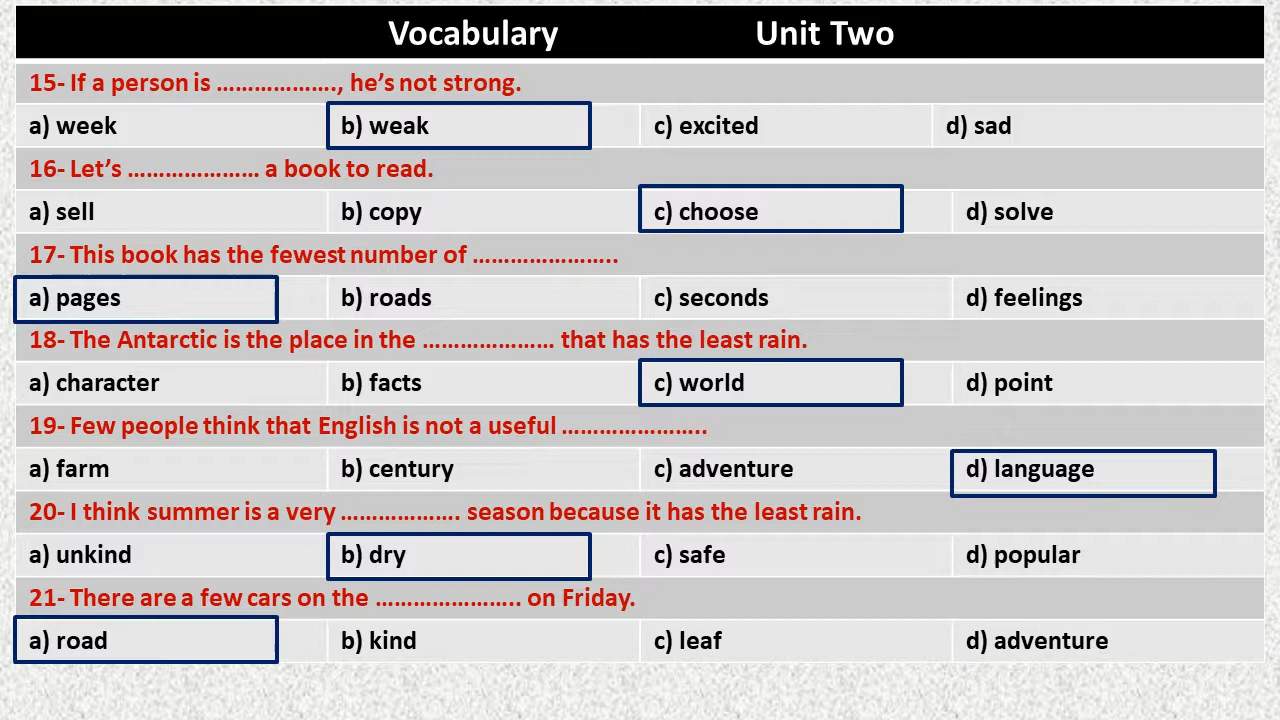 Vocabulary Unit Two
15- If a person is ………………., he's not strong.
a) week b) weak c) excited d) sad
16- Let's ………………… a book to read.
a) sell b) copy c) choose d) solve
17- This book has the fewest number of …………………..
a) pages b) roads c) seconds d) feelings
18- The Antarctic is the place in the ………………… that has the least rain.
a) character b) facts c) world d) point
19- Few people think that English is not a useful …………………..
a) farm b) century c) adventure d) language
20- I think summer is a very ………………. season because it has the least rain.
a) unkind b) dry c) safe d) popular
21- There are a few cars on the ………………….. on Friday.
a) road b) kind c) leaf d) adventure